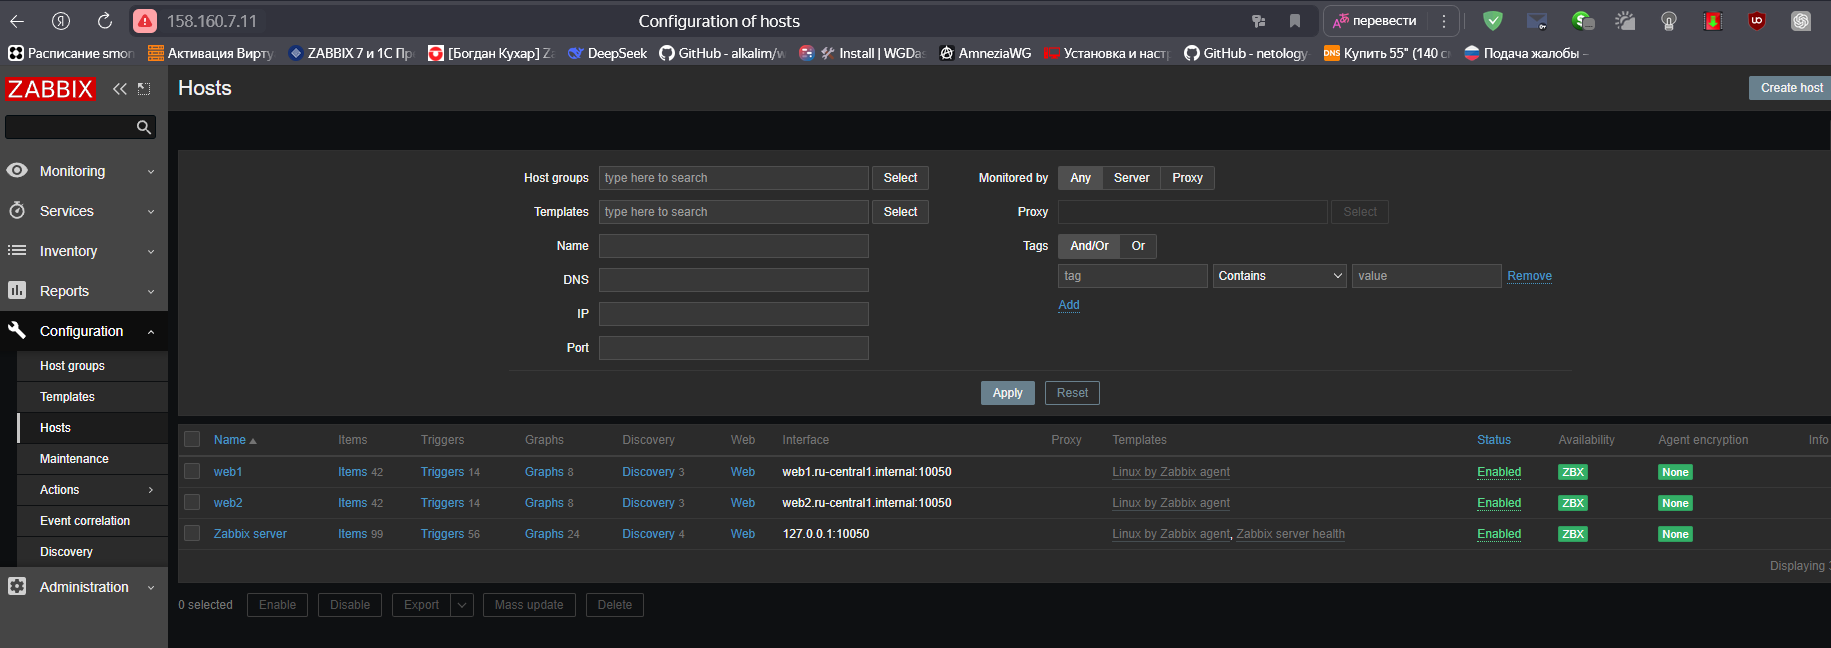 158.160.7.11
Configuration of hosts
перевести
Расписание smon
Активация Вирту
ZABBIX 7 и 1С Пр
[Богдан Кухар] Za
DeepSeek
GitHub - alkalim/w
Install | WGDas
AmneziaWG
Установка и наст
GitHub - netology-
DNS
Купить 55" (140 с
Подача жалобы –
ZABBIX
Hosts
Create host
Monitoring
Services
Inventory
Reports
Configuration
Host groups
Templates
Hosts
Maintenance
Actions
Event correlation
Discovery
Administration
Host groups type here to search Select
Templates type here to search Select
Name
DNS
IP
Port
Monitored by Any Server Proxy
Proxy Select
Tags And/Or Or
tag Contains value Remove
Add
Apply Reset
Name Items Triggers Graphs Discovery Web Interface Proxy Templates Status Availability Agent encryption Info
web1 Items 42 Triggers 14 Graphs 8 Discovery 3 Web web1.ru-central1.internal:10050 Linux by Zabbix agent Enabled ZBX None
web2 Items 42 Triggers 14 Graphs 8 Discovery 3 Web web2.ru-central1.internal:10050 Linux by Zabbix agent Enabled ZBX None
Zabbix server Items 99 Triggers 56 Graphs 24 Discovery 4 Web 127.0.0.1:10050 Linux by Zabbix agent, Zabbix server health Enabled ZBX None
Displaying
0 selected Enable Disable Export Mass update Delete